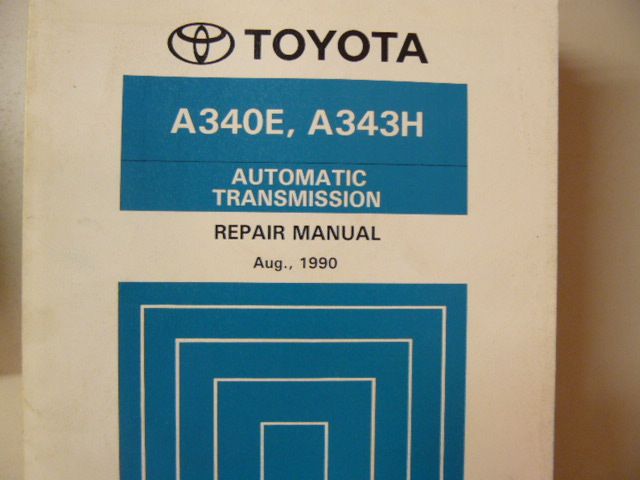 TOYOTA
A340E, A343H
AUTOMATIC
TRANSMISSION
REPAIR MANUAL
Aug., 1990